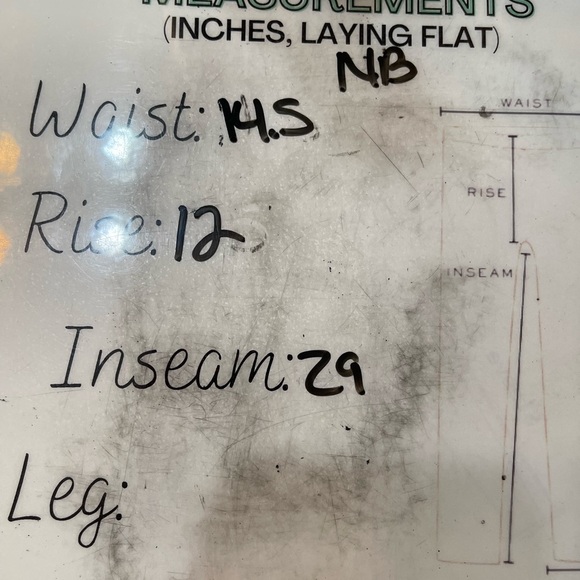 MEASUREMENTS
(INCHES, LAYING FLAT)
NB
Waist: 14.5
WAIST
Rise: 12
RISE
INSEAM
Inseam: 29
Leg: